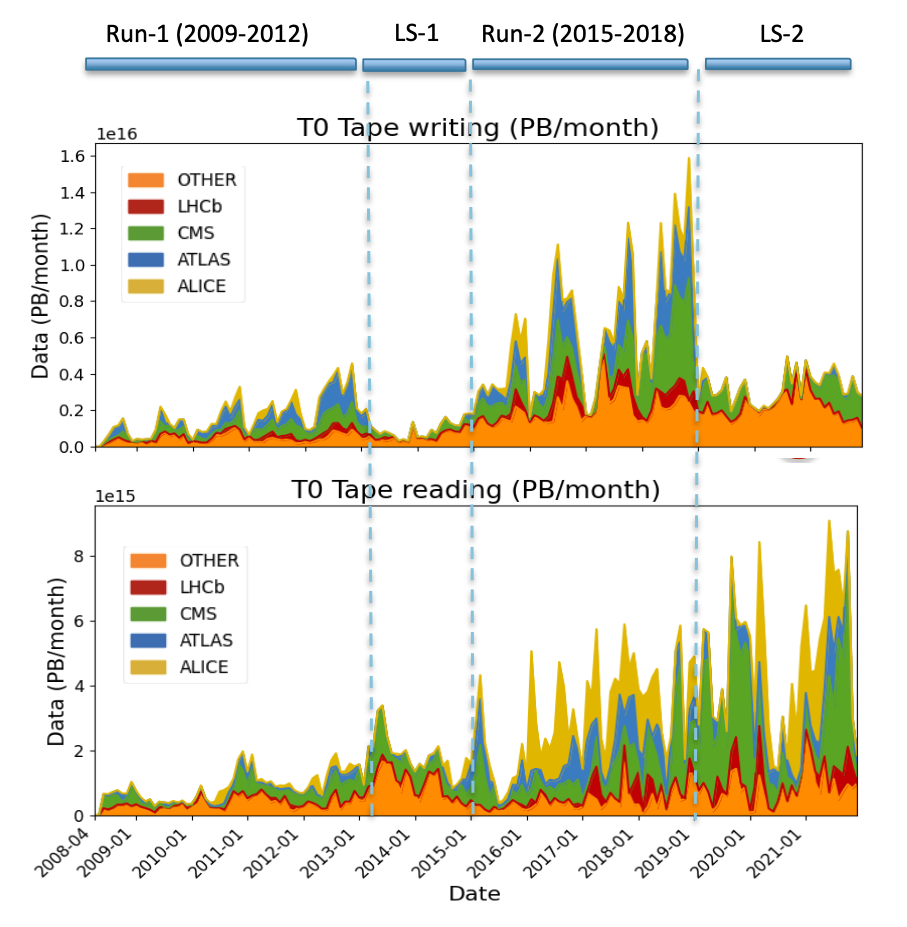 Run-1 (2009-2012) LS-1 Run-2 (2015-2018) LS-2
T0 Tape writing (PB/month)
1e16
1.6
1.4
1.2
1.0
0.8
0.6
0.4
0.2
0.0
Data (PB/month)
OTHER
LHCb
CMS
ATLAS
ALICE
T0 Tape reading (PB/month)
1e15
8
6
4
2
0
Data (PB/month)
OTHER
LHCb
CMS
ATLAS
ALICE
2008-04 2009-01 2010-01 2011-01 2012-01 2013-01 2014-01 2015-01 2016-01 2017-01 2018-01 2019-01 2020-01 2021-01
Date